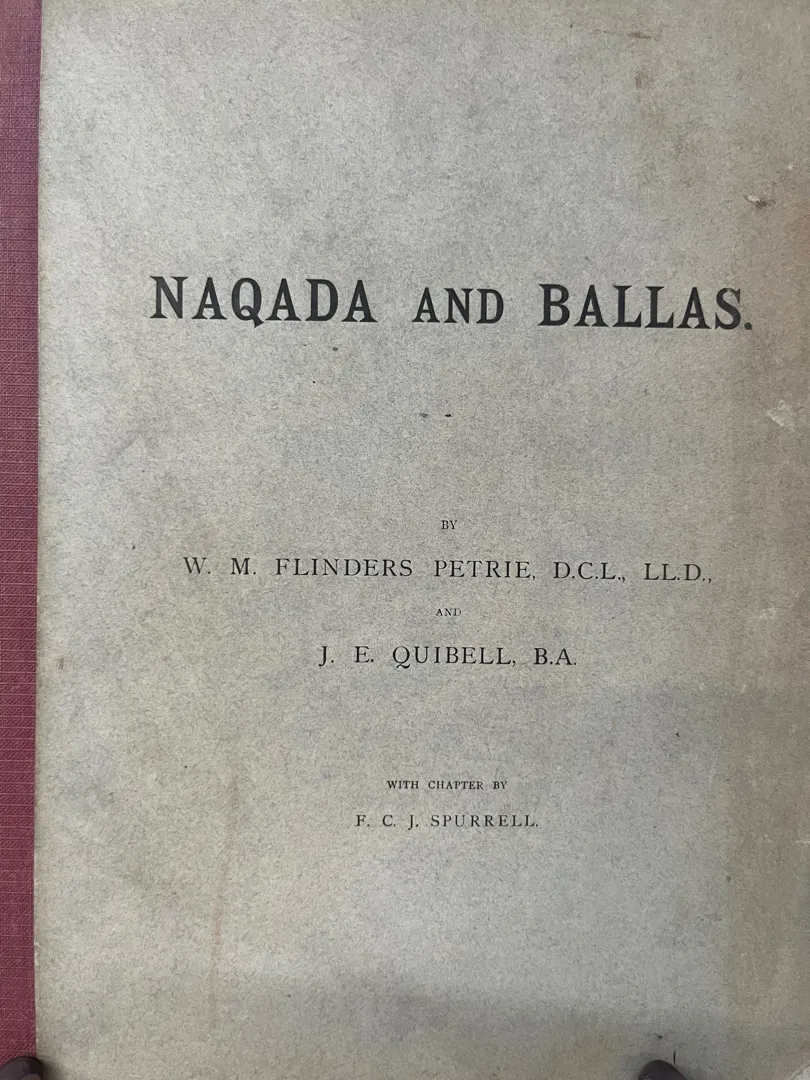 NAQADA AND BALLAS.
BY
W. M. FLINDERS PETRIE, D.C.L., LL.D.,
AND
J. E. QUIBELL, B.A.
WITH CHAPTER BY
F. C. J. SPURRELL.